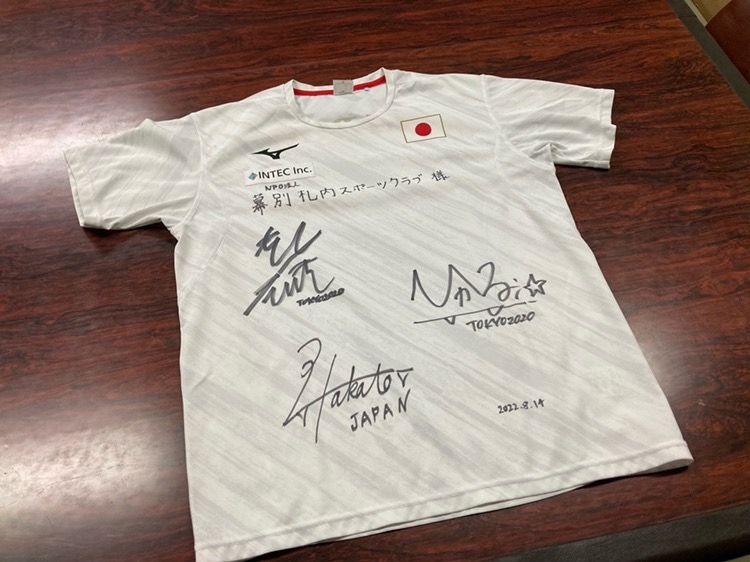 INTEC Inc.
NPO法人
幕別札内スポーツクラブ 様
TOKYO2020
TOKYO2020
Hakato
JAPAN
2022.8.14